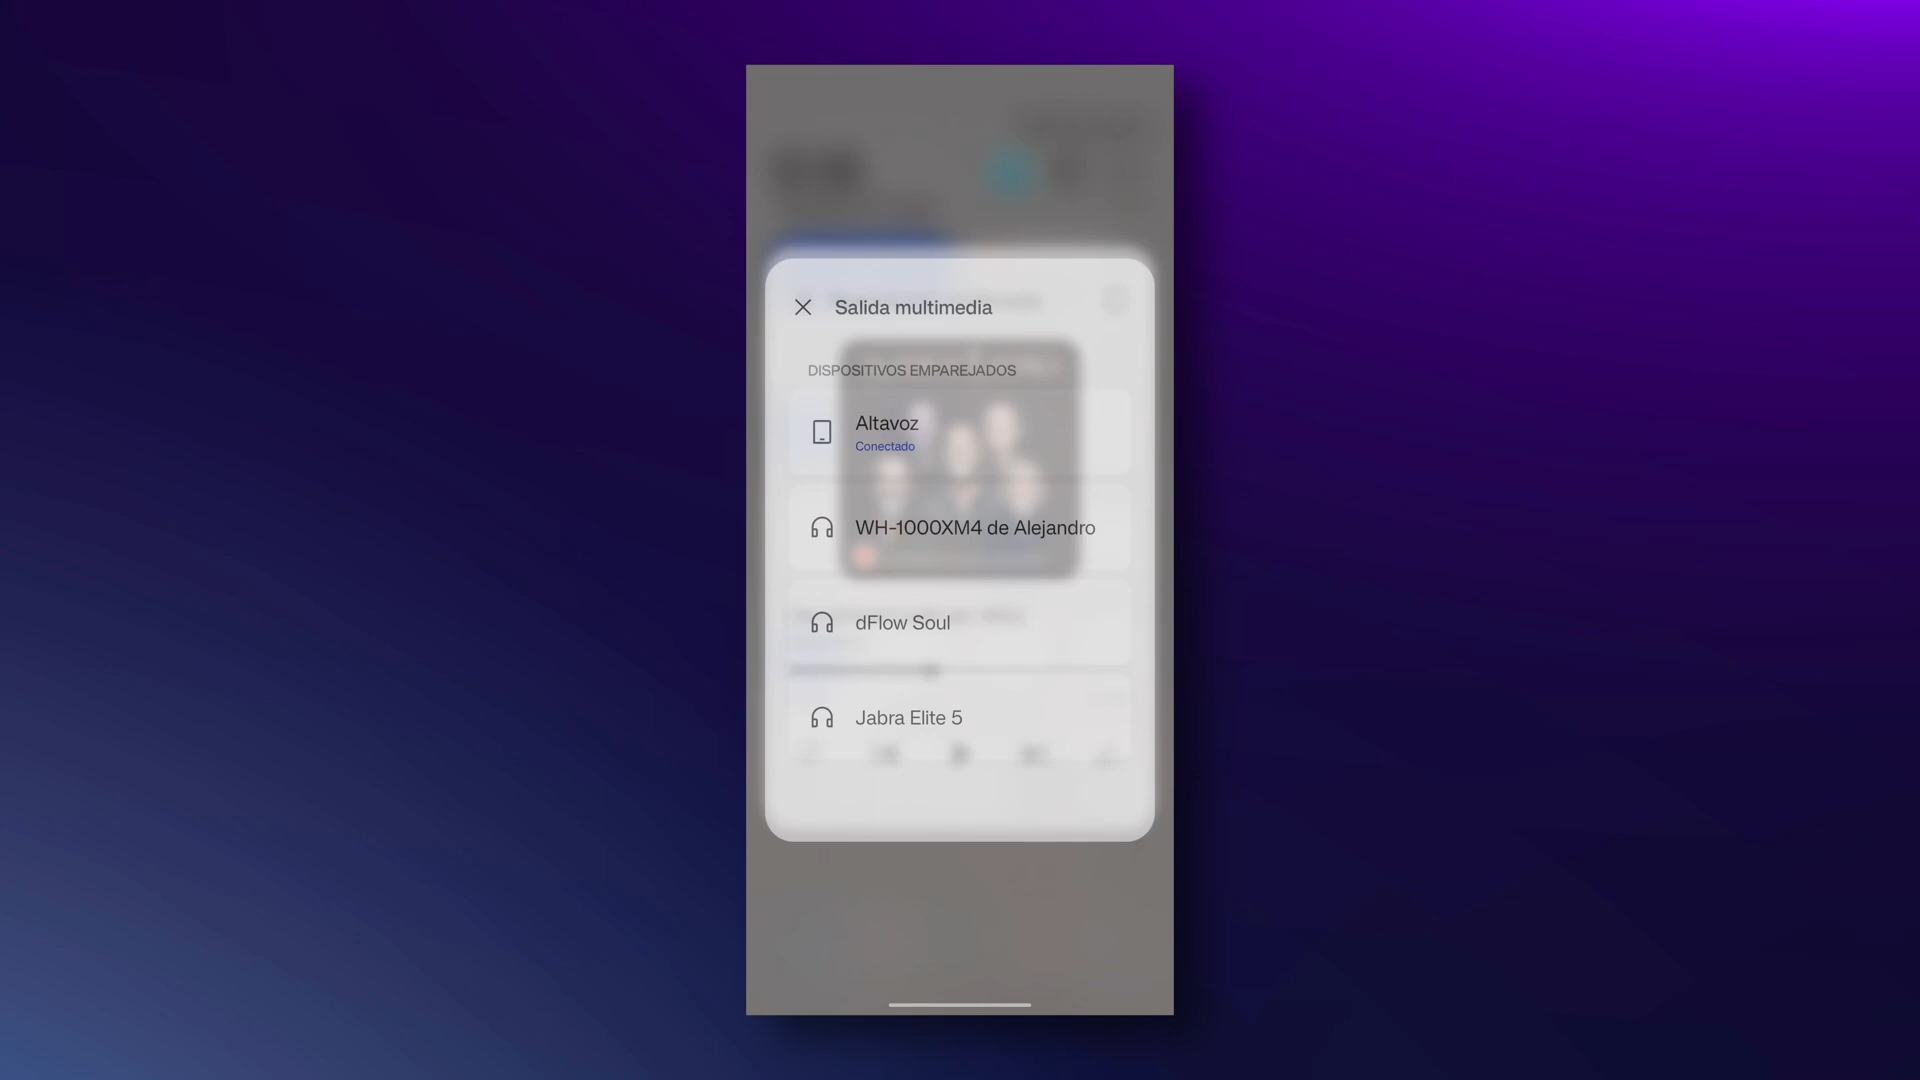 Salida multimedia
DISPOSITIVOS EMPAREJADOS
Altavoz
Conectado
WH-1000XM4 de Alejandro
dFlow Soul
Jabra Elite 5